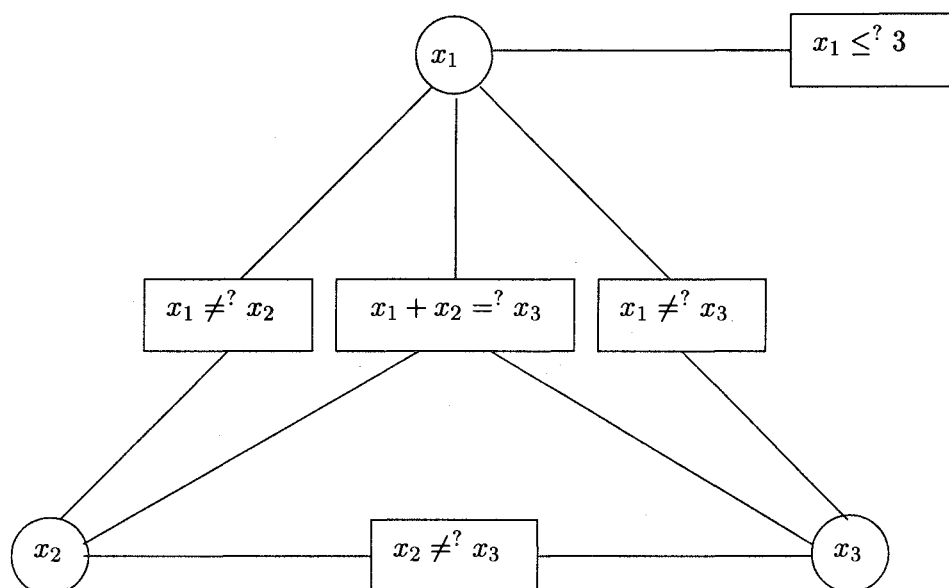 x₁
x₁ ≤? 3
x₁ ≠? x₂
x₁ + x₂ =? x₃
x₁ ≠? x₃
x₂
x₂ ≠? x₃
x₃